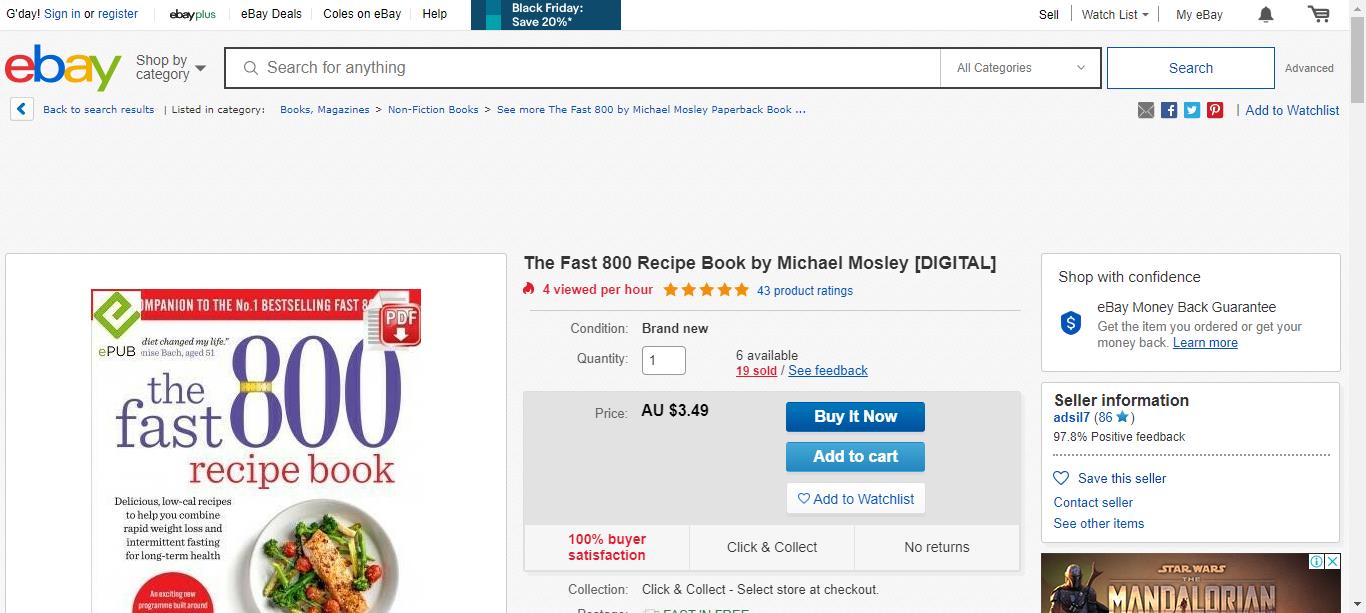 G'day! Sign in or register
ebayplus
eBay Deals
Coles on eBay
Help
Black Friday:
Save 20%*
Sell
Watch List
My eBay
ebay
Shop by
category
Search for anything
All Categories
Search
Advanced
Back to search results | Listed in category: Books, Magazines > Non-Fiction Books > See more The Fast 800 by Michael Mosley Paperback Book ...
| Add to Watchlist
The Fast 800 Recipe Book by Michael Mosley [DIGITAL]
4 viewed per hour
43 product ratings
Condition: Brand new
Quantity: 1
6 available
19 sold / See feedback
Price: AU $3.49
Buy It Now
Add to cart
Add to Watchlist
100% buyer
satisfaction
Click & Collect
No returns
Collection: Click & Collect - Select store at checkout.
Postage: FAST'N FREE
Shop with confidence
eBay Money Back Guarantee
Get the item you ordered or get your
money back. Learn more
Seller information
adsil7 (86 )
97.8% Positive feedback
Save this seller
Contact seller
See other items
STAR WARS
THE
MANDALORIAN
OMPANION TO THE No.1 BESTSELLING FAST 8
PDF
ePUB
diet changed my life."
nise Bach, aged 51
the
fast 800
recipe book
Delicious, low-cal recipes
to help you combine
rapid weight loss and
intermittent fasting
for long-term health
An exciting new
programme built around